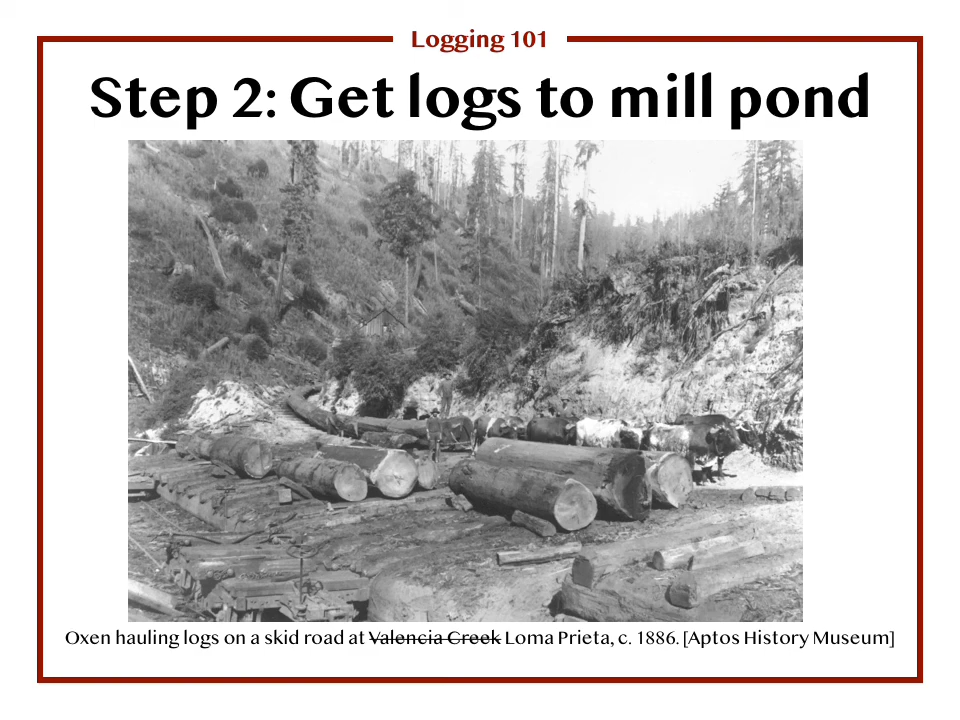 Logging 101
Step 2: Get logs to mill pond
Oxen hauling logs on a skid road at Valencia Creek Loma Prieta, c. 1886. [Aptos History Museum]